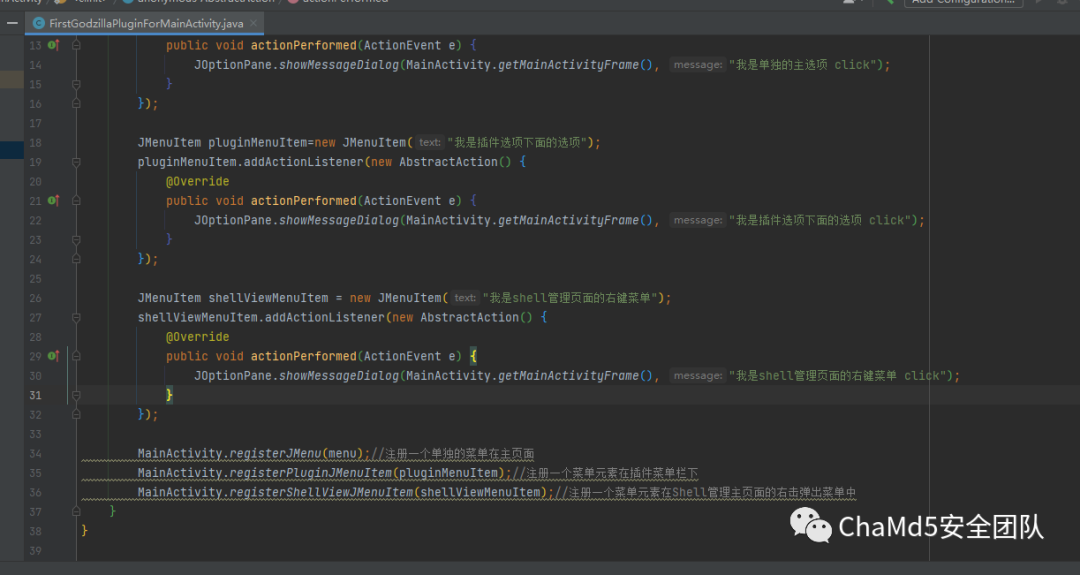 <clinit>
anonymous AbstractAction
actionPerformed
Add Configuration...
FirstGodzillaPluginForMainActivity.java
13 public void actionPerformed(ActionEvent e) {
14 JOptionPane.showMessageDialog(MainActivity.getMainActivityFrame(), message: "我是单独的主选项 click");
15 }
16 });
17
18 JMenuItem pluginMenuItem=new JMenuItem( text: "我是插件选项下面的选项");
19 pluginMenuItem.addActionListener(new AbstractAction() {
20 @Override
21 public void actionPerformed(ActionEvent e) {
22 JOptionPane.showMessageDialog(MainActivity.getMainActivityFrame(), message: "我是插件选项下面的选项 click");
23 }
24 });
25
26 JMenuItem shellViewMenuItem = new JMenuItem( text: "我是shell管理页面的右键菜单");
27 shellViewMenuItem.addActionListener(new AbstractAction() {
28 @Override
29 public void actionPerformed(ActionEvent e) {
30 JOptionPane.showMessageDialog(MainActivity.getMainActivityFrame(), message: "我是shell管理页面的右键菜单 click");
31 }
32 });
33
34 MainActivity.registerJMenu(menu);//注册一个单独的菜单在主页面
35 MainActivity.registerPluginJMenuItem(pluginMenuItem);//注册一个菜单元素在插件菜单栏下
36 MainActivity.registerShellViewJMenuItem(shellViewMenuItem);//注册一个菜单元素在Shell管理主页面的右击弹出菜单中
37 }
38 }
39
ChaMd5安全团队